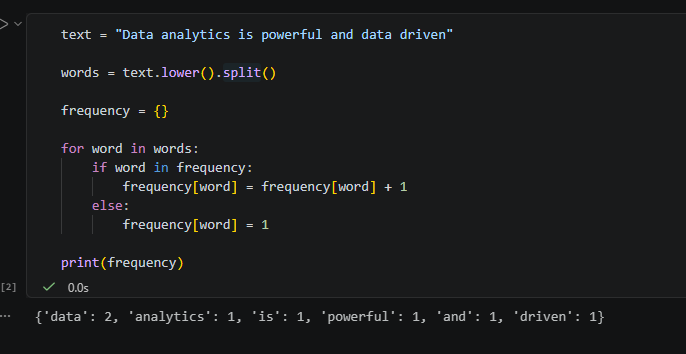 text = "Data analytics is powerful and data driven"
words = text.lower().split()
frequency = {}
for word in words:
    if word in frequency:
        frequency[word] = frequency[word] + 1
    else:
        frequency[word] = 1
print(frequency)
[2]
0.0s
{'data': 2, 'analytics': 1, 'is': 1, 'powerful': 1, 'and': 1, 'driven': 1}